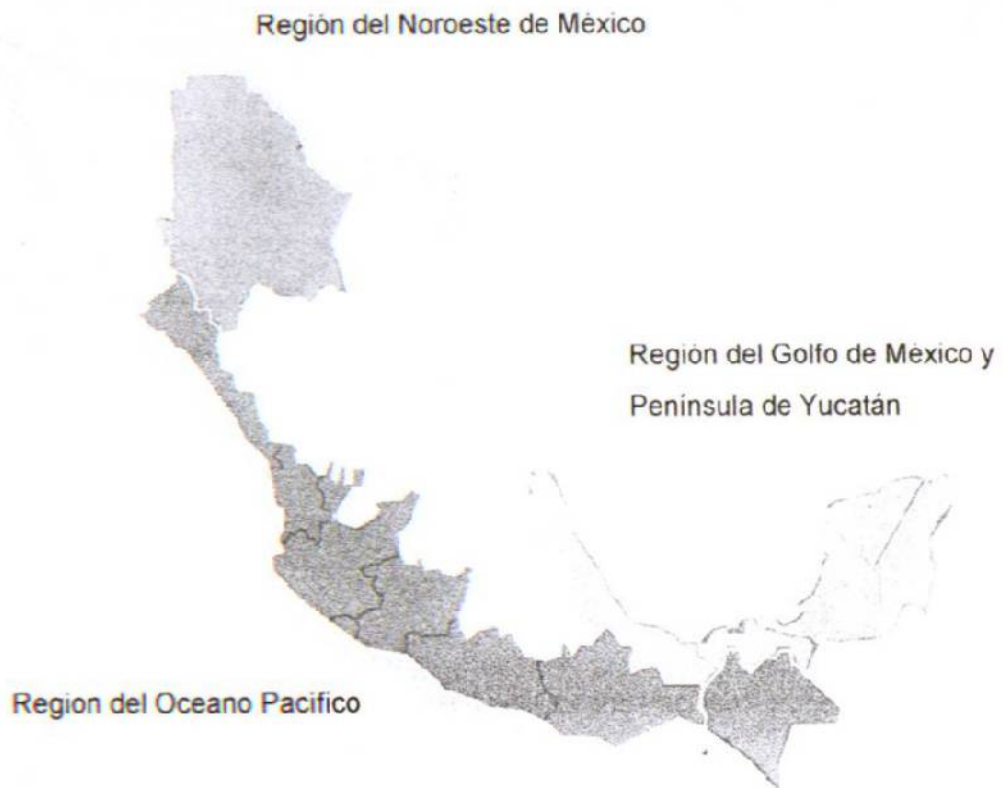 Región del Noroeste de México
Región del Golfo de México y
Península de Yucatán
Region del Oceano Pacifico